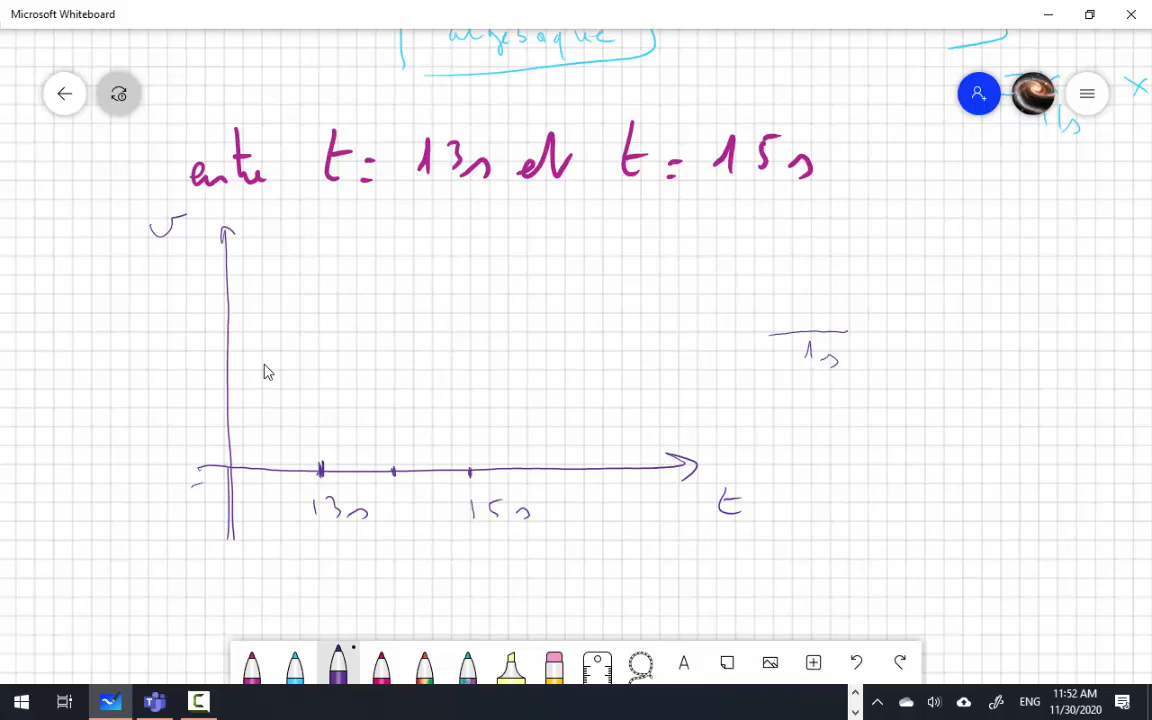 Microsoft Whiteboard
entre t = 13s et t = 15s
v
1s
13s
15s
t
A
ENG
11:52 AM
11/30/2020